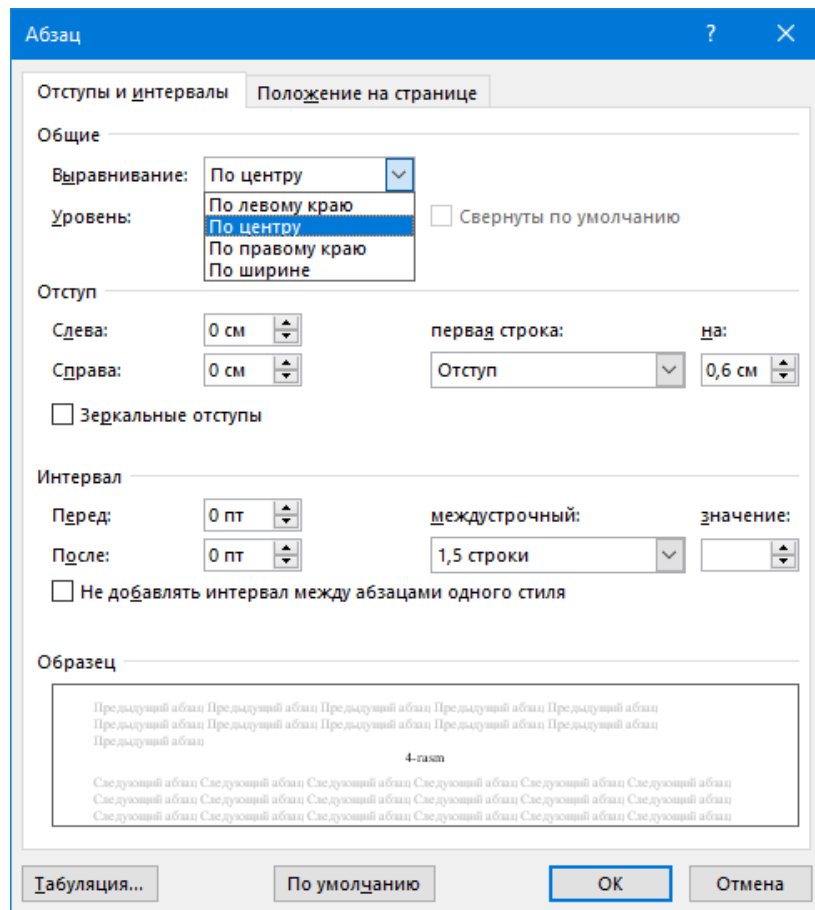 Абзац ? ×
Отступы и интервалы Положение на странице
Общие
Выравнивание: По центру
По левому краю
Уровень: По центру Свернуты по умолчанию
По правому краю
По ширине
Отступ
Слева: 0 см первая строка: на:
Справа: 0 см Отступ 0,6 см
Зеркальные отступы
Интервал
Перед: 0 пт междустрочный: значение:
После: 0 пт 1,5 строки
Не добавлять интервал между абзацами одного стиля
Образец
Предыдущий абзац Предыдущий абзац Предыдущий абзац Предыдущий абзац Предыдущий абзац
Предыдущий абзац Предыдущий абзац Предыдущий абзац Предыдущий абзац Предыдущий абзац
Предыдущий абзац
4-rasm
Следующий абзац Следующий абзац Следующий абзац Следующий абзац Следующий абзац Следующий абзац
Следующий абзац Следующий абзац Следующий абзац Следующий абзац Следующий абзац Следующий абзац
Следующий абзац Следующий абзац Следующий абзац Следующий абзац Следующий абзац Следующий абзац
Табуляция... По умолчанию ОК Отмена